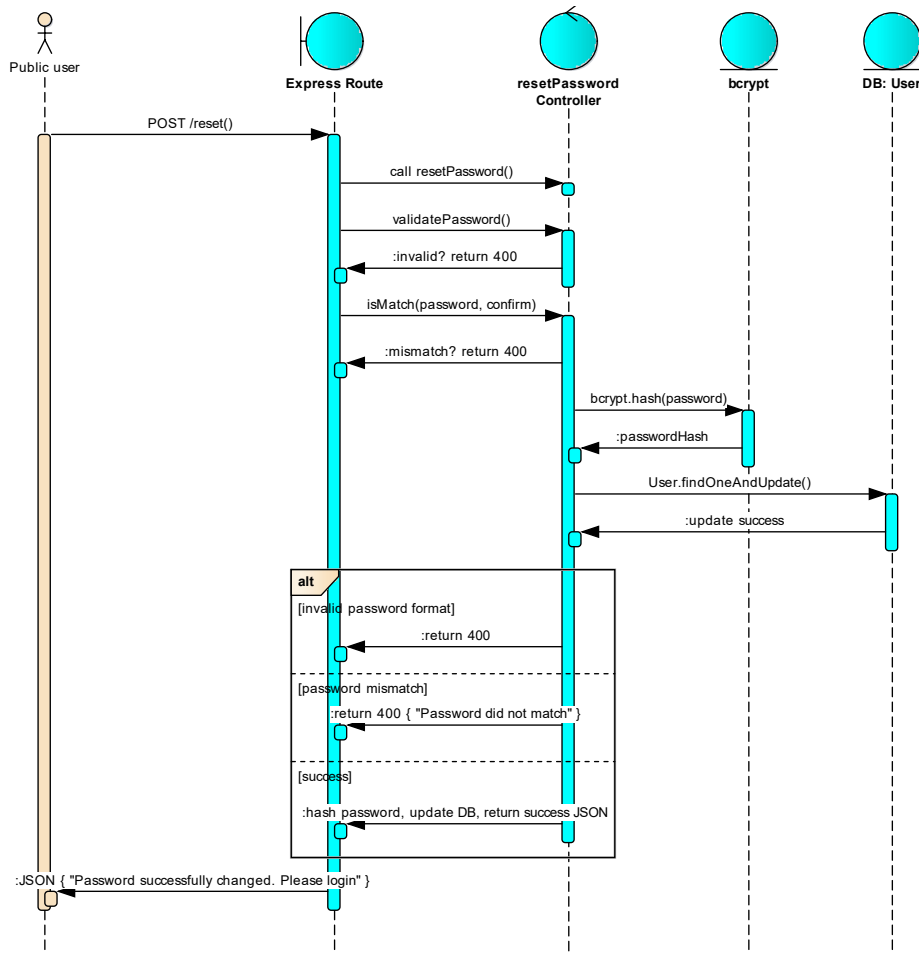 Public user
Express Route
resetPassword
Controller
bcrypt
DB: User
POST /reset()
call resetPassword()
validatePassword()
:invalid? return 400
isMatch(password, confirm)
:mismatch? return 400
bcrypt.hash(password)
:passwordHash
User.findOneAndUpdate()
:update success
alt
[invalid password format]
:return 400
[password mismatch]
:return 400 { "Password did not match" }
[success]
:hash password, update DB, return success JSON
:JSON { "Password successfully changed. Please login" }